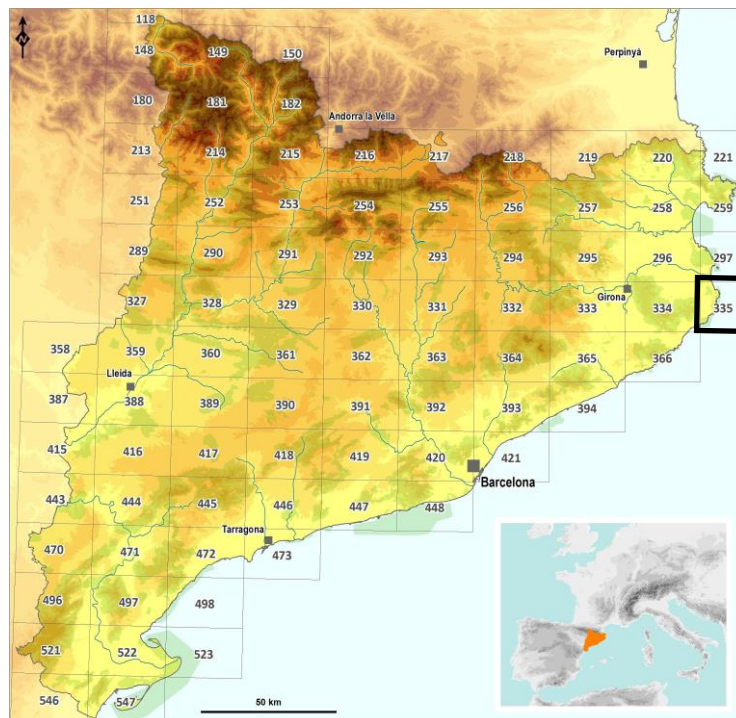 118
148 149 150
Perpinyà
180 181 182
Andorra la Vella
213 214 215 216 217 218 219 220 221
251 252 253 254 255 256 257 258 259
289 290 291 292 293 294 295 296 297
Girona
327 328 329 330 331 332 333 334 335
358 359 360 361 362 363 364 365 366
Lleida
387 388 389 390 391 392 393 394
415 416 417 418 419 420 421
Barcelona
443 444 445 446 447 448
Tarragona
470 471 472 473
496 497 498
521 522 523
546 547
50 km
N